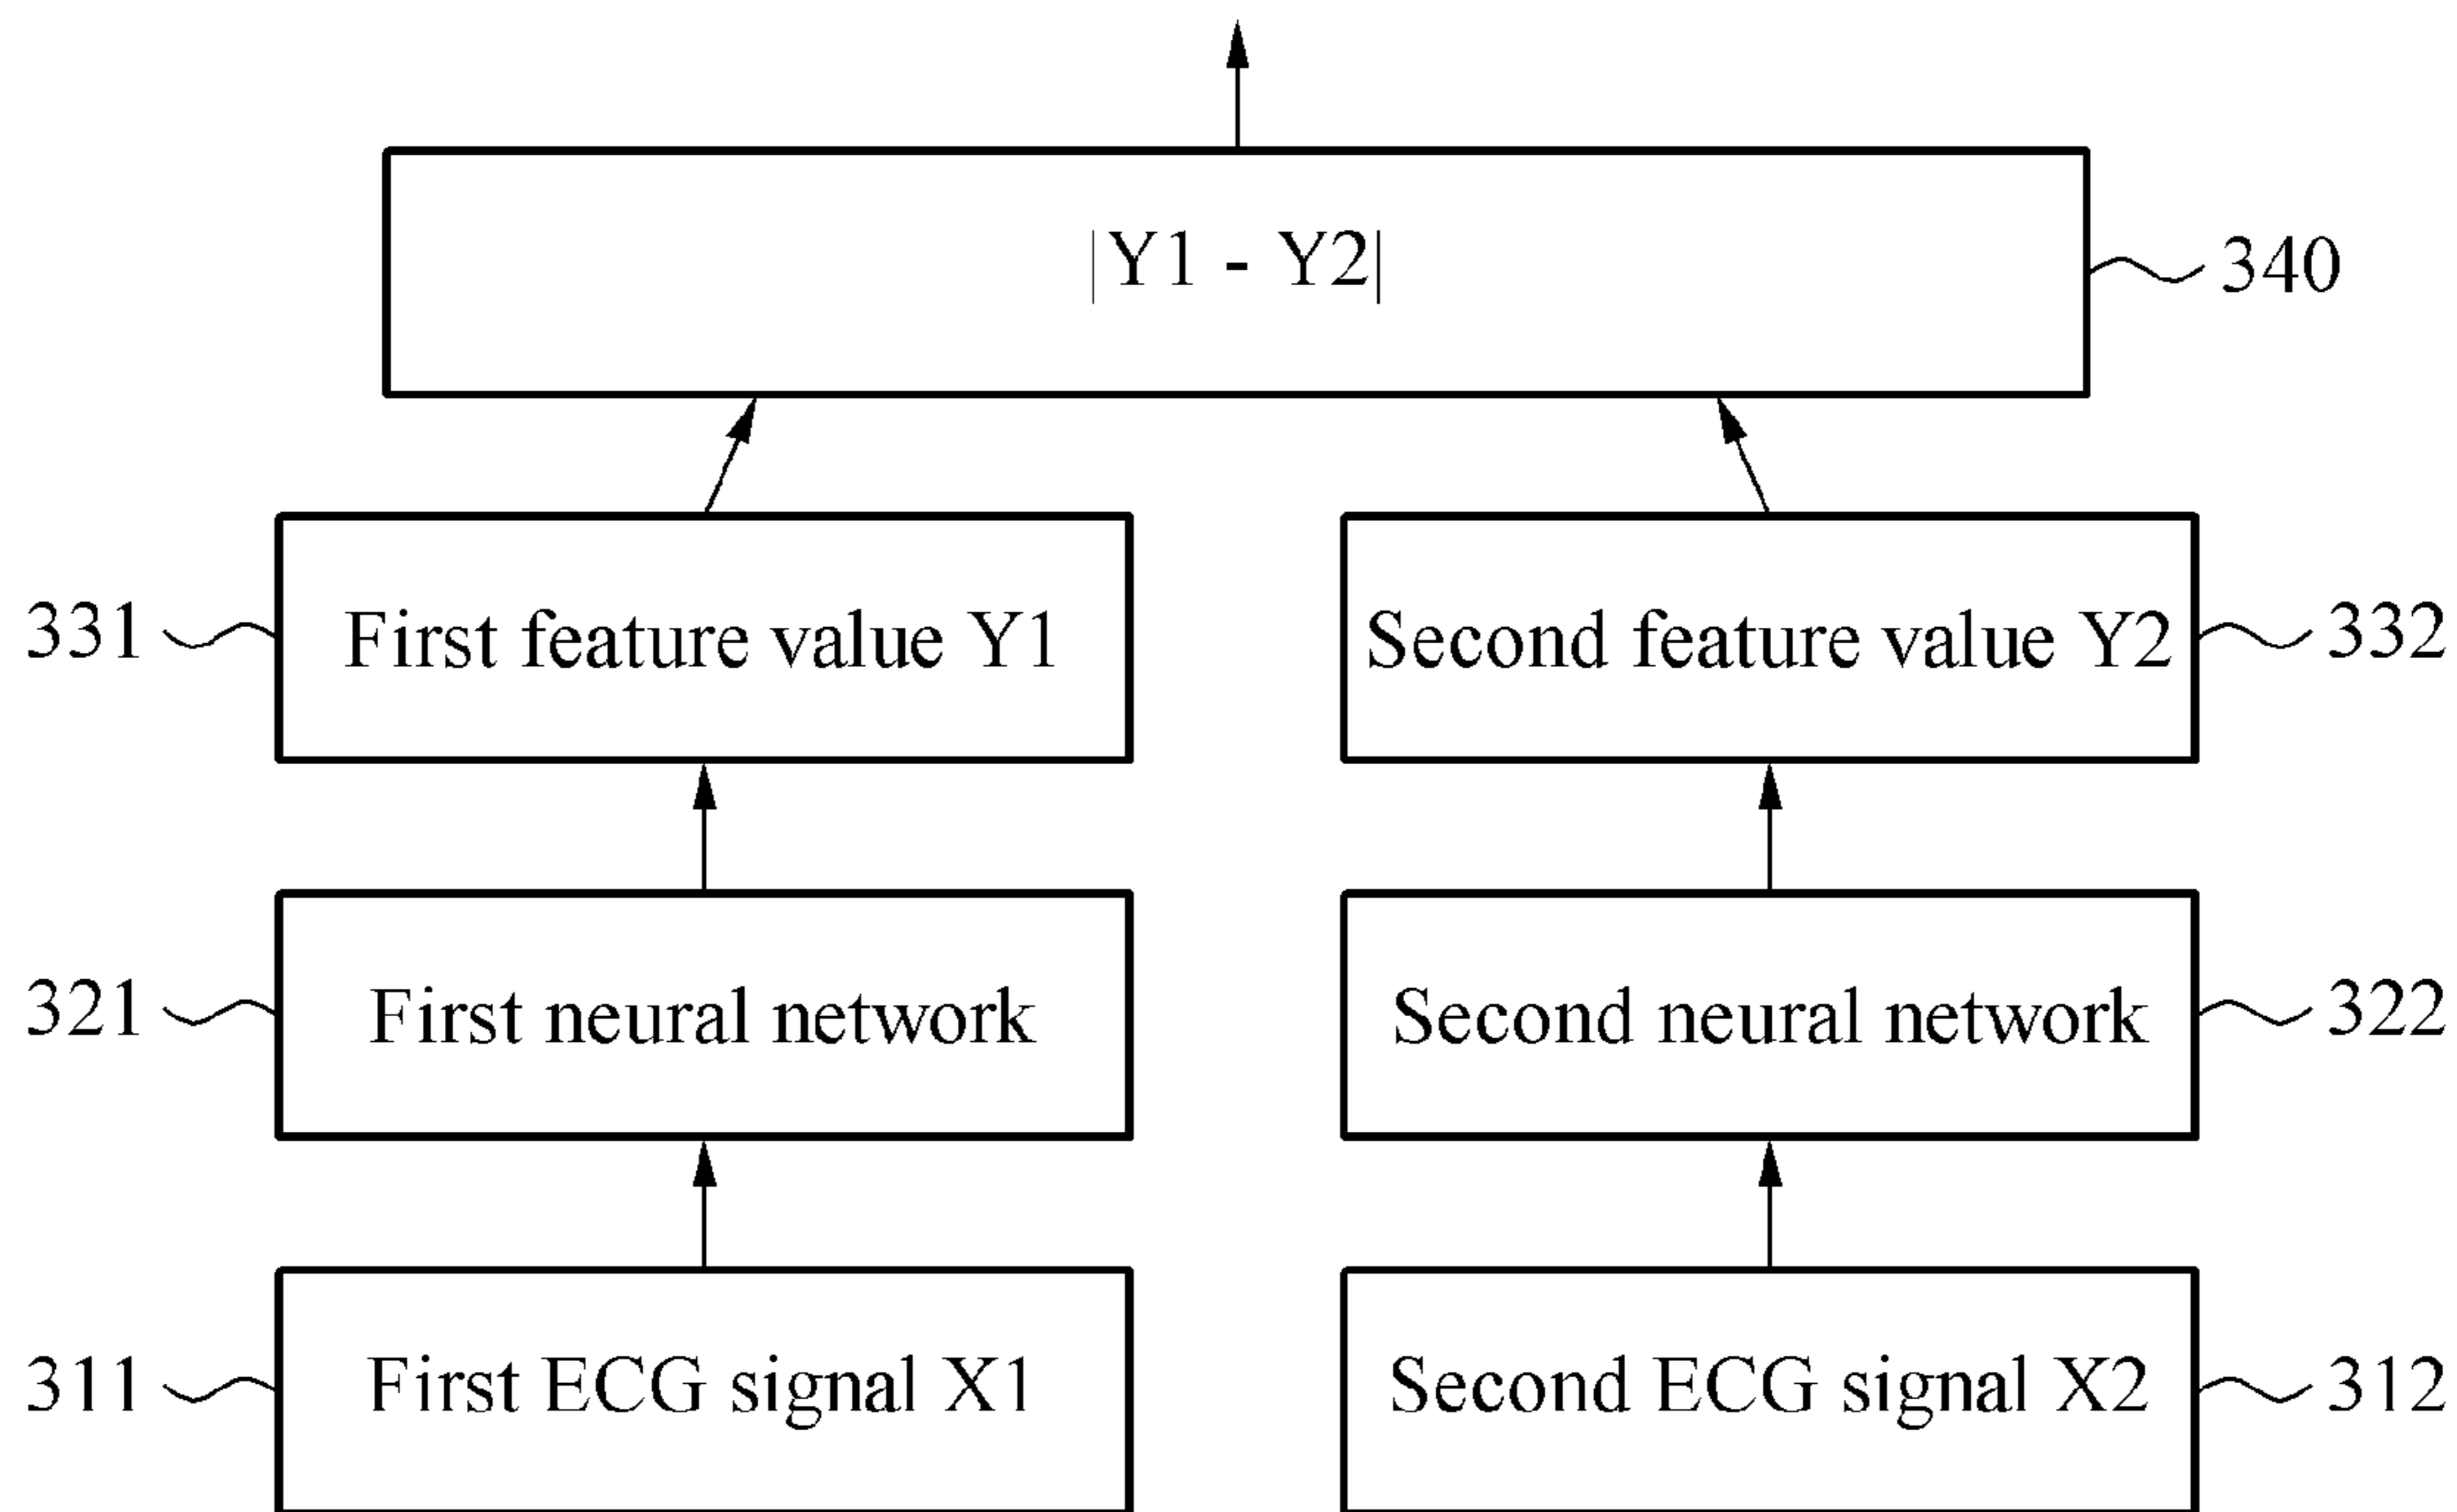 |Y1 - Y2|
340
331
First feature value Y1
Second feature value Y2
332
321
First neural network
Second neural network
322
311
First ECG signal X1
Second ECG signal X2
312